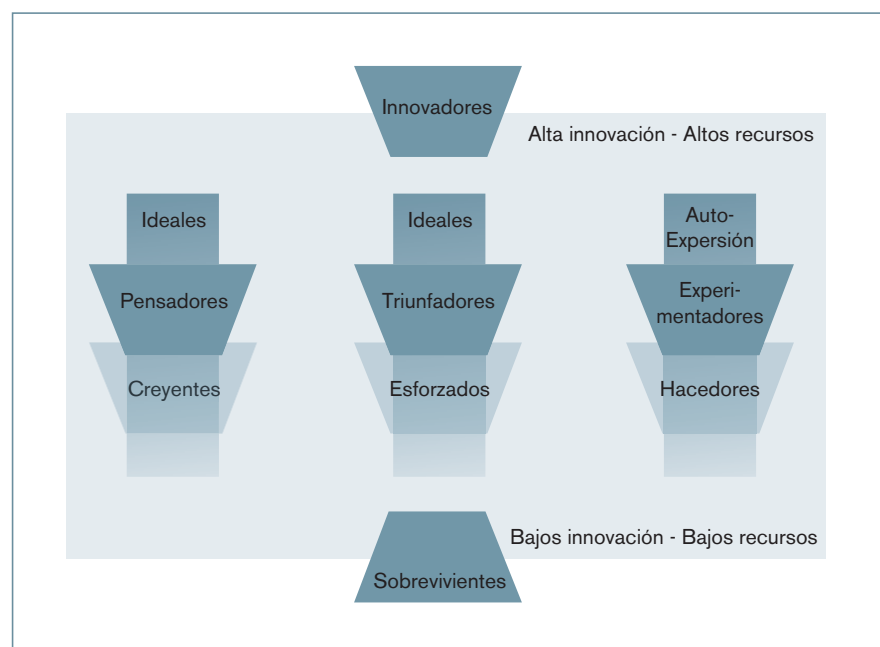 Innovadores
Alta innovación - Altos recursos
Ideales
Ideales
Auto-
Expersión
Pensadores
Triunfadores
Experi-
mentadores
Creyentes
Esforzados
Hacedores
Bajos innovación - Bajos recursos
Sobrevivientes